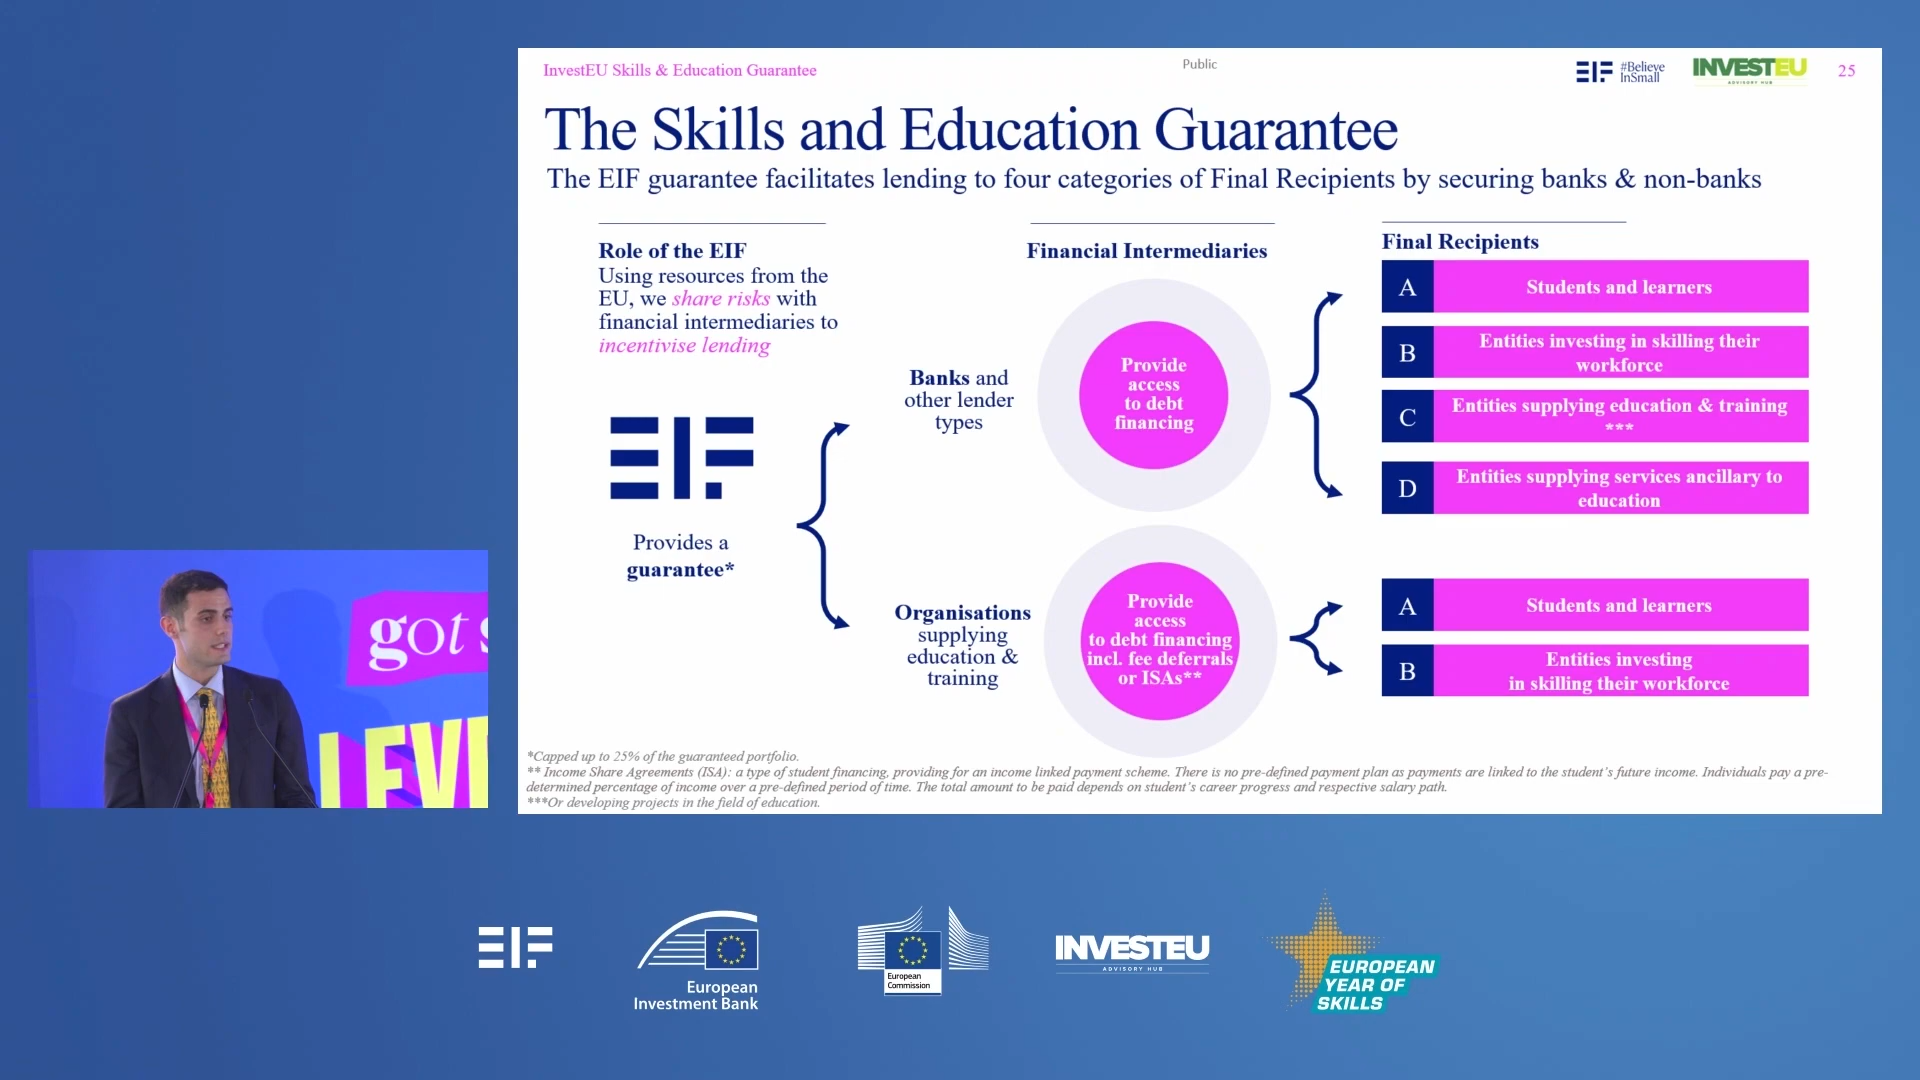 InvestEU Skills & Education Guarantee
Public
EIF
#Believe
InSmall
INVESTEU
ADVISORY HUB
25
The Skills and Education Guarantee
The EIF guarantee facilitates lending to four categories of Final Recipients by securing banks & non-banks
Role of the EIF
Using resources from the
EU, we share risks with
financial intermediaries to
incentivise lending
EIF
Provides a
guarantee*
Financial Intermediaries
Banks and
other lender
types
Provide
access
to debt
financing
Organisations
supplying
education &
training
Provide
access
to debt financing
incl. fee deferrals
or ISAs**
Final Recipients
A
Students and learners
B
Entities investing in skilling their
workforce
C
Entities supplying education & training
***
D
Entities supplying services ancillary to
education
A
Students and learners
B
Entities investing
in skilling their workforce
*Capped up to 25% of the guaranteed portfolio.
** Income Share Agreements (ISA): a type of student financing, providing for an income linked payment scheme. There is no pre-defined payment plan as payments are linked to the student's future income. Individuals pay a pre-
determined percentage of income over a pre-defined period of time. The total amount to be paid depends on student's career progress and respective salary path.
***Or developing projects in the field of education.
got s
LEVE
EIF
European
Investment Bank
European
Commission
INVESTEU
ADVISORY HUB
EUROPEAN
YEAR OF
SKILLS